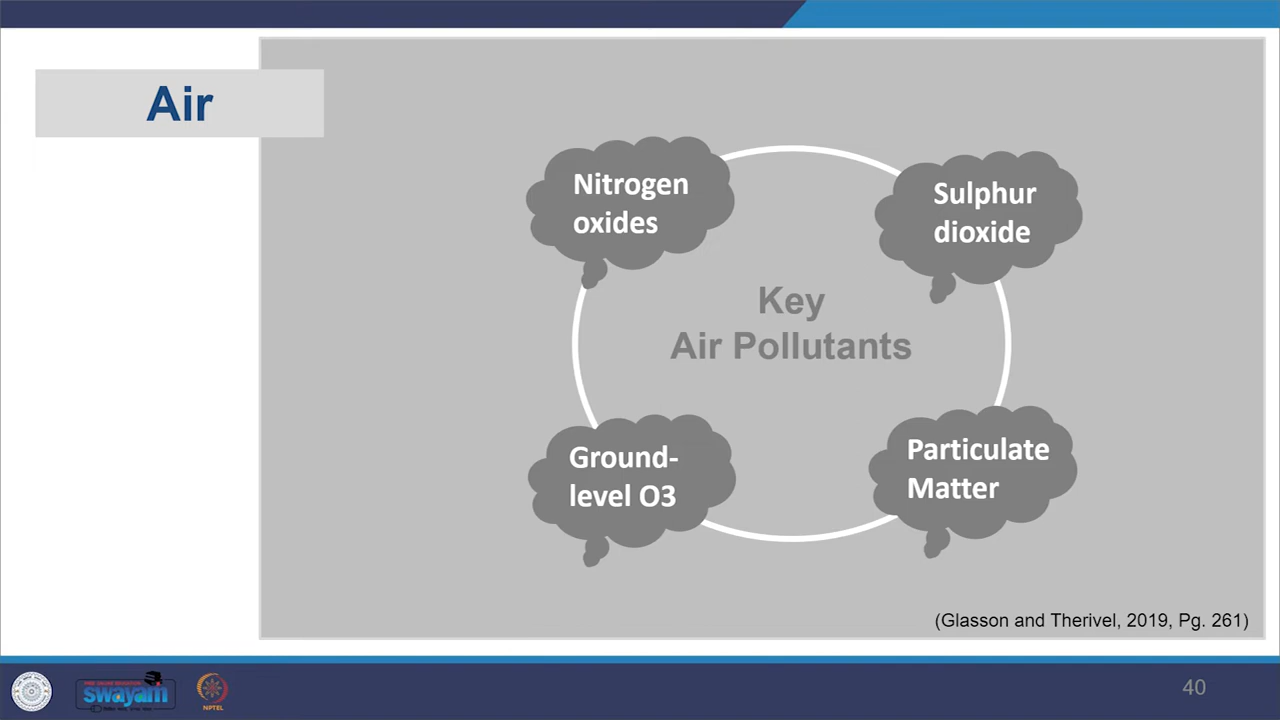 Air
Nitrogen
oxides
Sulphur
dioxide
Key
Air Pollutants
Ground-
level O3
Particulate
Matter
(Glasson and Therivel, 2019, Pg. 261)
swayam
NPTEL
40